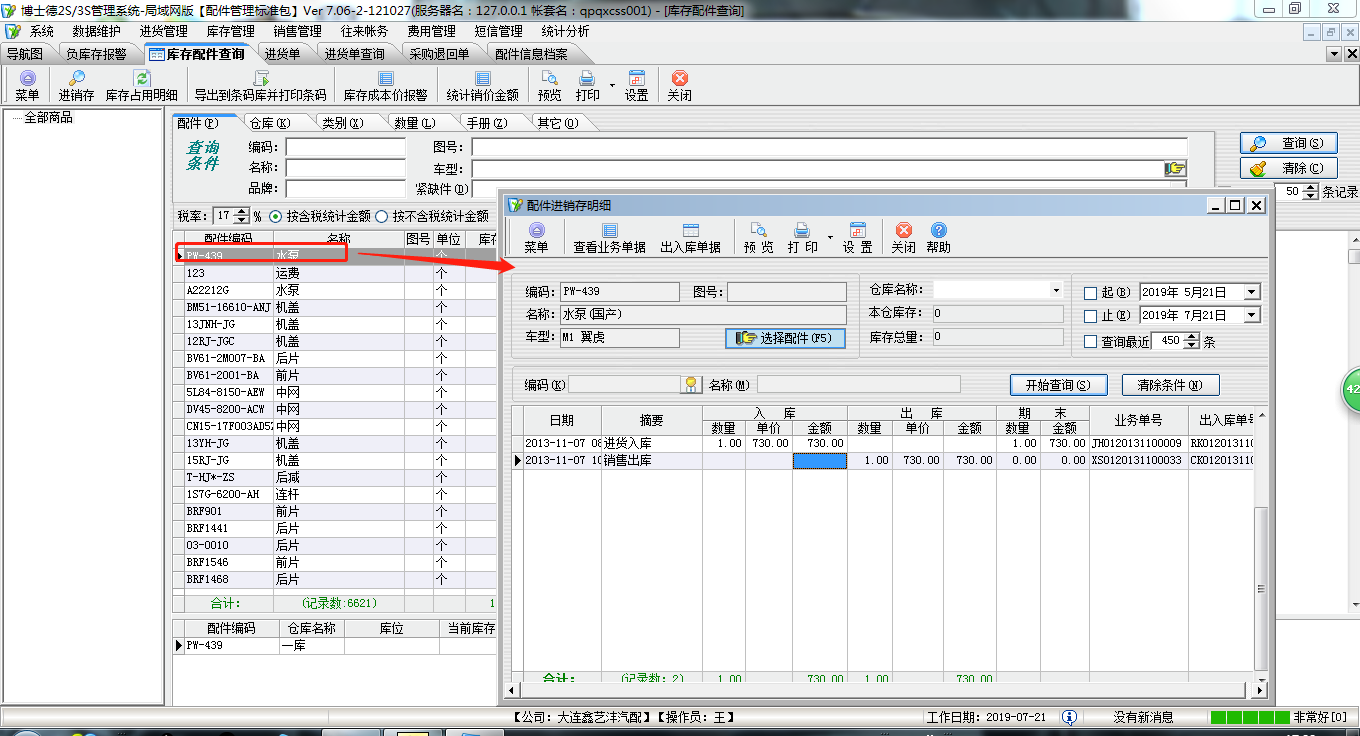 博士德2S/3S管理系统-局域网版【配件管理标准包】Ver 7.06-2-121027(服务器名：127.0.0.1 帐套名：qpqxcss001) - [库存配件查询]
系统 数据维护 进货管理 库存管理 销售管理 往来帐务 费用管理 短信管理 统计分析
导航图 负库存报警 库存配件查询 进货单 进货单查询 采购退回单 配件信息档案
菜单 进销存 库存占用明细 导出到条码库并打印条码 库存成本价报警 统计销价金额 预览 打印 设置 关闭
全部商品
配件(P) 仓库(K) 类别(X) 数量(L) 手册(Z) 其它(Q)
查询条件
编码: 图号: 查询(S)
名称: 车型: 清除(C)
品牌: 紧缺件(D) 50 条记录
税率: 17 % 按含税统计金额 按不含税统计金额
配件编码 名称 图号 单位 库存
PW-439 水泵 个
123 运费 个
A22212G 水泵 个
BM51-16610-ANJ 机盖 个
13JNH-JG 机盖 个
12RJ-JGC 机盖 个
BV61-2M007-BA 后片 个
BV61-2001-BA 前片 个
5L84-8150-AEW 中网 个
DV45-8200-ACW 中网 个
CN15-17F003AD5 中网 个
13YH-JG 机盖 个
15RJ-JG 机盖 个
T-HJ*-ZS 后减 个
1S7G-6200-AH 连杆 个
BRF901 前片 个
BRF1441 后片 个
03-0010 后片 个
BRF1546 前片 个
BRF1468 后片 个
合计: (记录数:6621) 1
配件编码 仓库名称 库位 当前库存
PW-439 一库
配件进销存明细
菜单 查看业务单据 出入库单据 预 览 打 印 设 置 关闭 帮助
编码: PW-439 图号: 仓库名称: 起(B) 2019年 5月21日
名称: 水泵(国产) 本仓库存: 0 止(E) 2019年 7月21日
车型: M1 翼虎 选择配件(F5) 库存总量: 0 查询最近 450 条
编码(K) 名称(M) 开始查询(S) 清除条件(N)
日期 摘要 入 库 出 库 期 末 业务单号 出入库单号
数量 单价 金额 数量 单价 金额 数量 金额
2013-11-07 08 进货入库 1.00 730.00 730.00 1.00 730.00 JH0120131100009 RK01201311
2013-11-07 10 销售出库 1.00 730.00 730.00 0.00 0.00 XS0120131100033 CK01201311
合计: (记录数: 2) 1.00 730.00 1.00 730.00
42
【公司：大连鑫艺沣汽配】【操作员：王】 工作日期：2019-07-21 没有新消息 非常好[0]